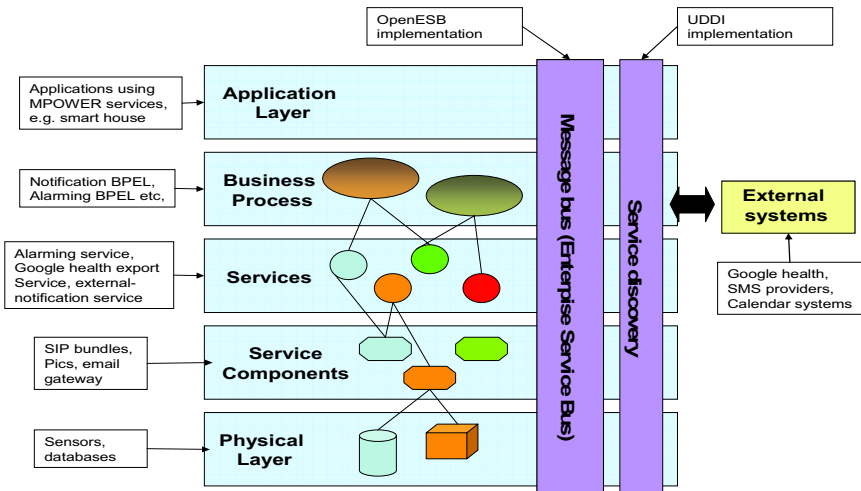 OpenESB
implementation
UDDI
implementation
Applications using
MPOWER services,
e.g. smart house
Application
Layer
Notification BPEL,
Alarming BPEL etc,
Business
Process
External
systems
Alarming service,
Google health export
Service, external-
notification service
Services
Google health,
SMS providers,
Calendar systems
SIP bundles,
Pics, email
gateway
Service
Components
Sensors,
databases
Physical
Layer
Message bus (Enterpise Service Bus)
Service discovery